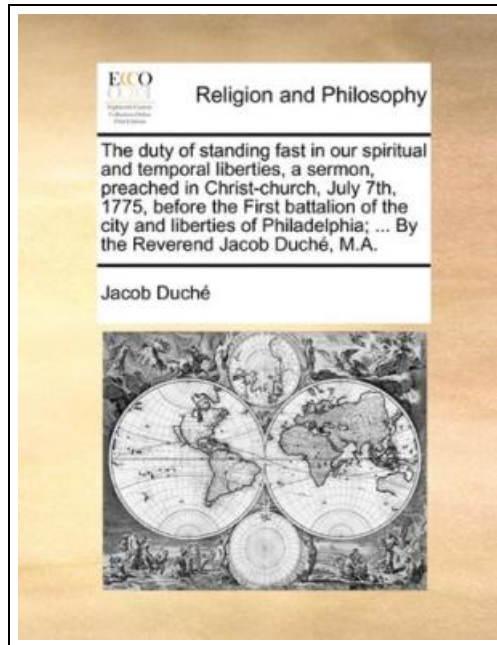 ECCO
Religion and Philosophy
The duty of standing fast in our spiritual
and temporal liberties, a sermon,
preached in Christ-church, July 7th,
1775, before the First battalion of the
city and liberties of Philadelphia; ... By
the Reverend Jacob Duché, M.A.
Jacob Duché